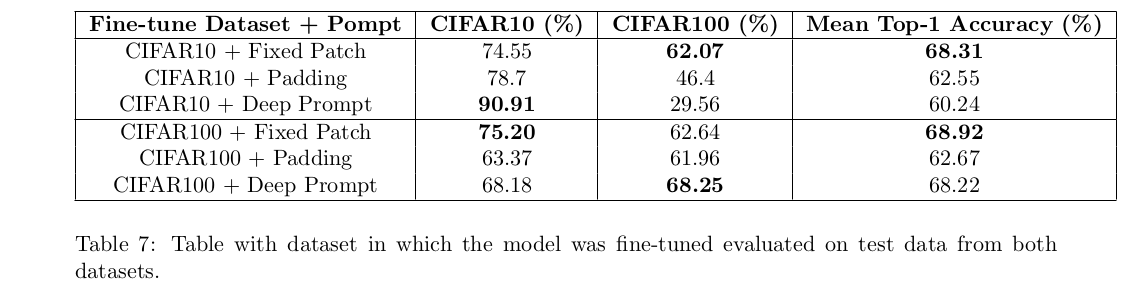 Fine-tune Dataset + Pompt CIFAR10 (%) CIFAR100 (%) Mean Top-1 Accuracy (%)
CIFAR10 + Fixed Patch 74.55 62.07 68.31
CIFAR10 + Padding 78.7 46.4 62.55
CIFAR10 + Deep Prompt 90.91 29.56 60.24
CIFAR100 + Fixed Patch 75.20 62.64 68.92
CIFAR100 + Padding 63.37 61.96 62.67
CIFAR100 + Deep Prompt 68.18 68.25 68.22
Table 7: Table with dataset in which the model was fine-tuned evaluated on test data from both
datasets.